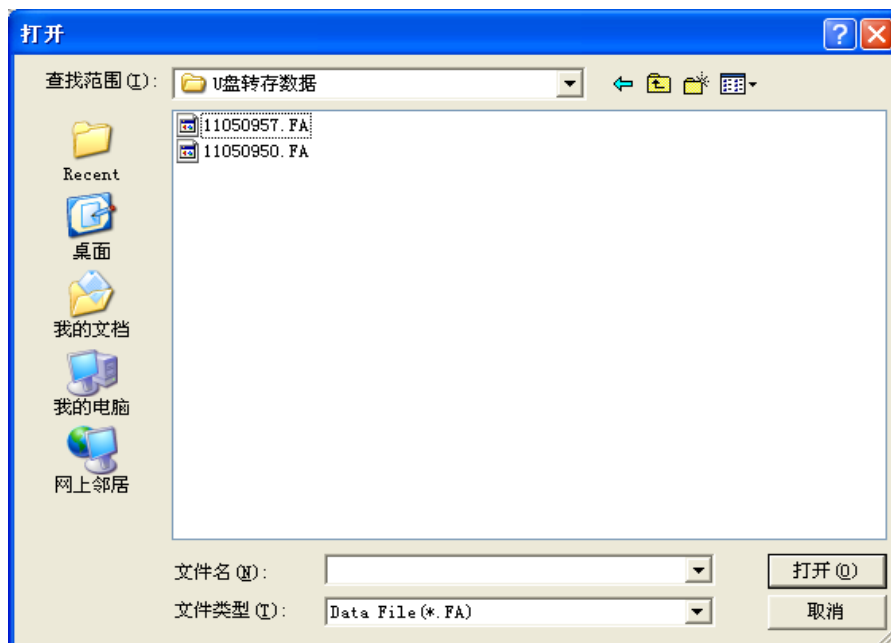 打开
查找范围(I):
U盘转存数据
11050957.FA
11050950.FA
Recent
桌面
我的文档
我的电脑
网上邻居
文件名(N):
打开(O)
文件类型(T):
Data File(*.FA)
取消